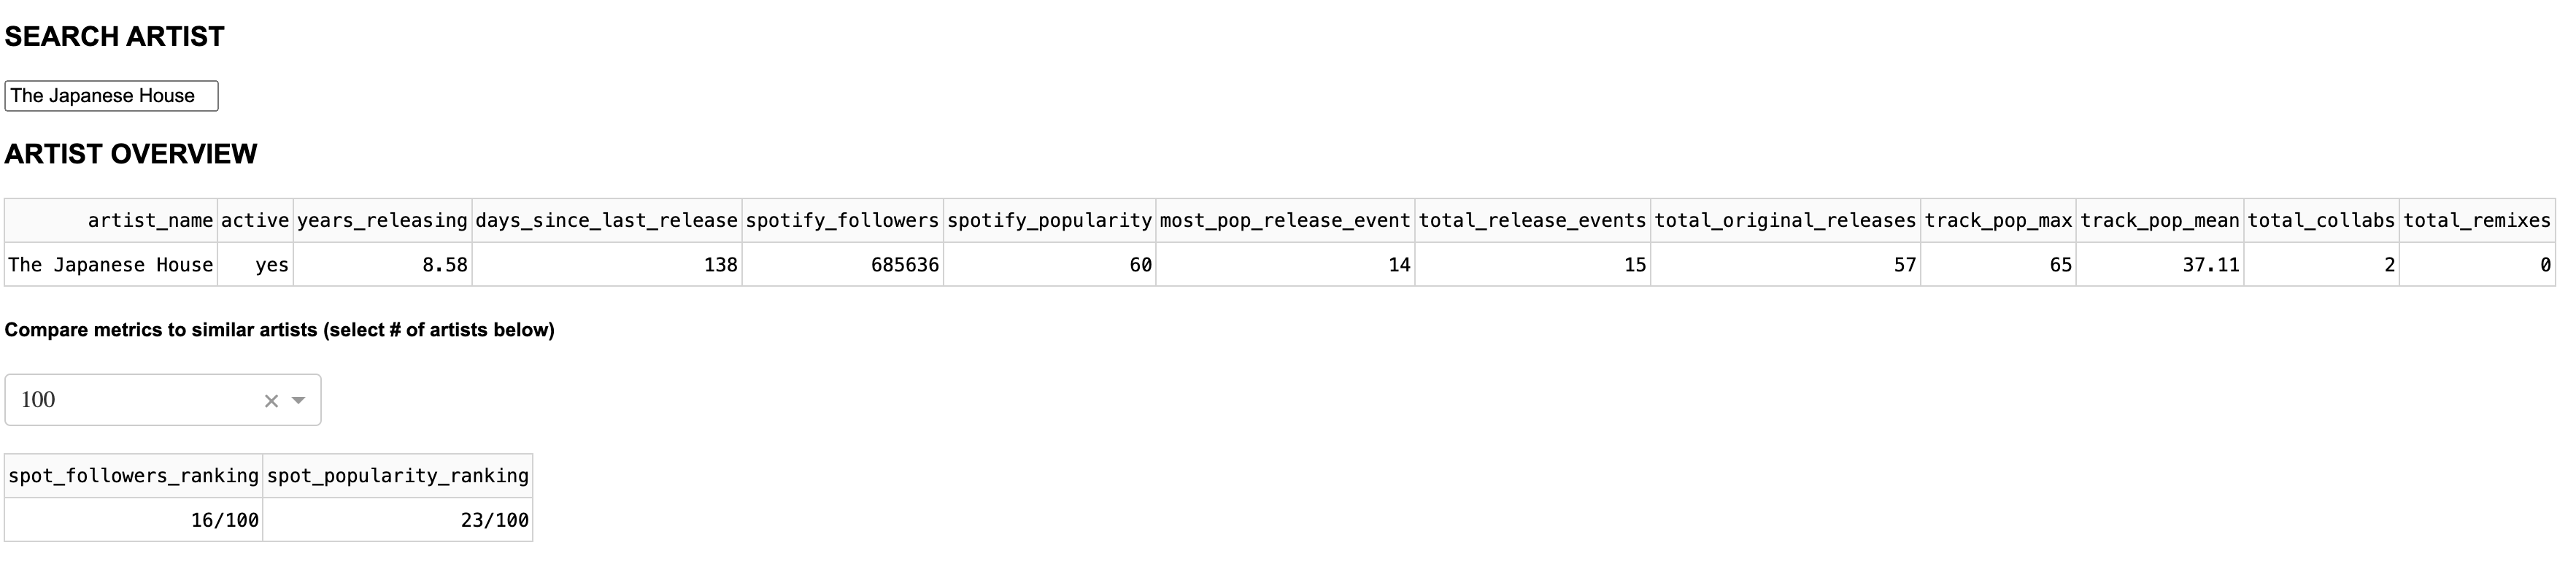 SEARCH ARTIST
The Japanese House
ARTIST OVERVIEW
artist_name active years_releasing days_since_last_release spotify_followers spotify_popularity most_pop_release_event total_release_events total_original_releases track_pop_max track_pop_mean total_collabs total_remixes
The Japanese House yes 8.58 138 685636 60 14 15 57 65 37.11 2 0
Compare metrics to similar artists (select # of artists below)
100
spot_followers_ranking spot_popularity_ranking
16/100 23/100